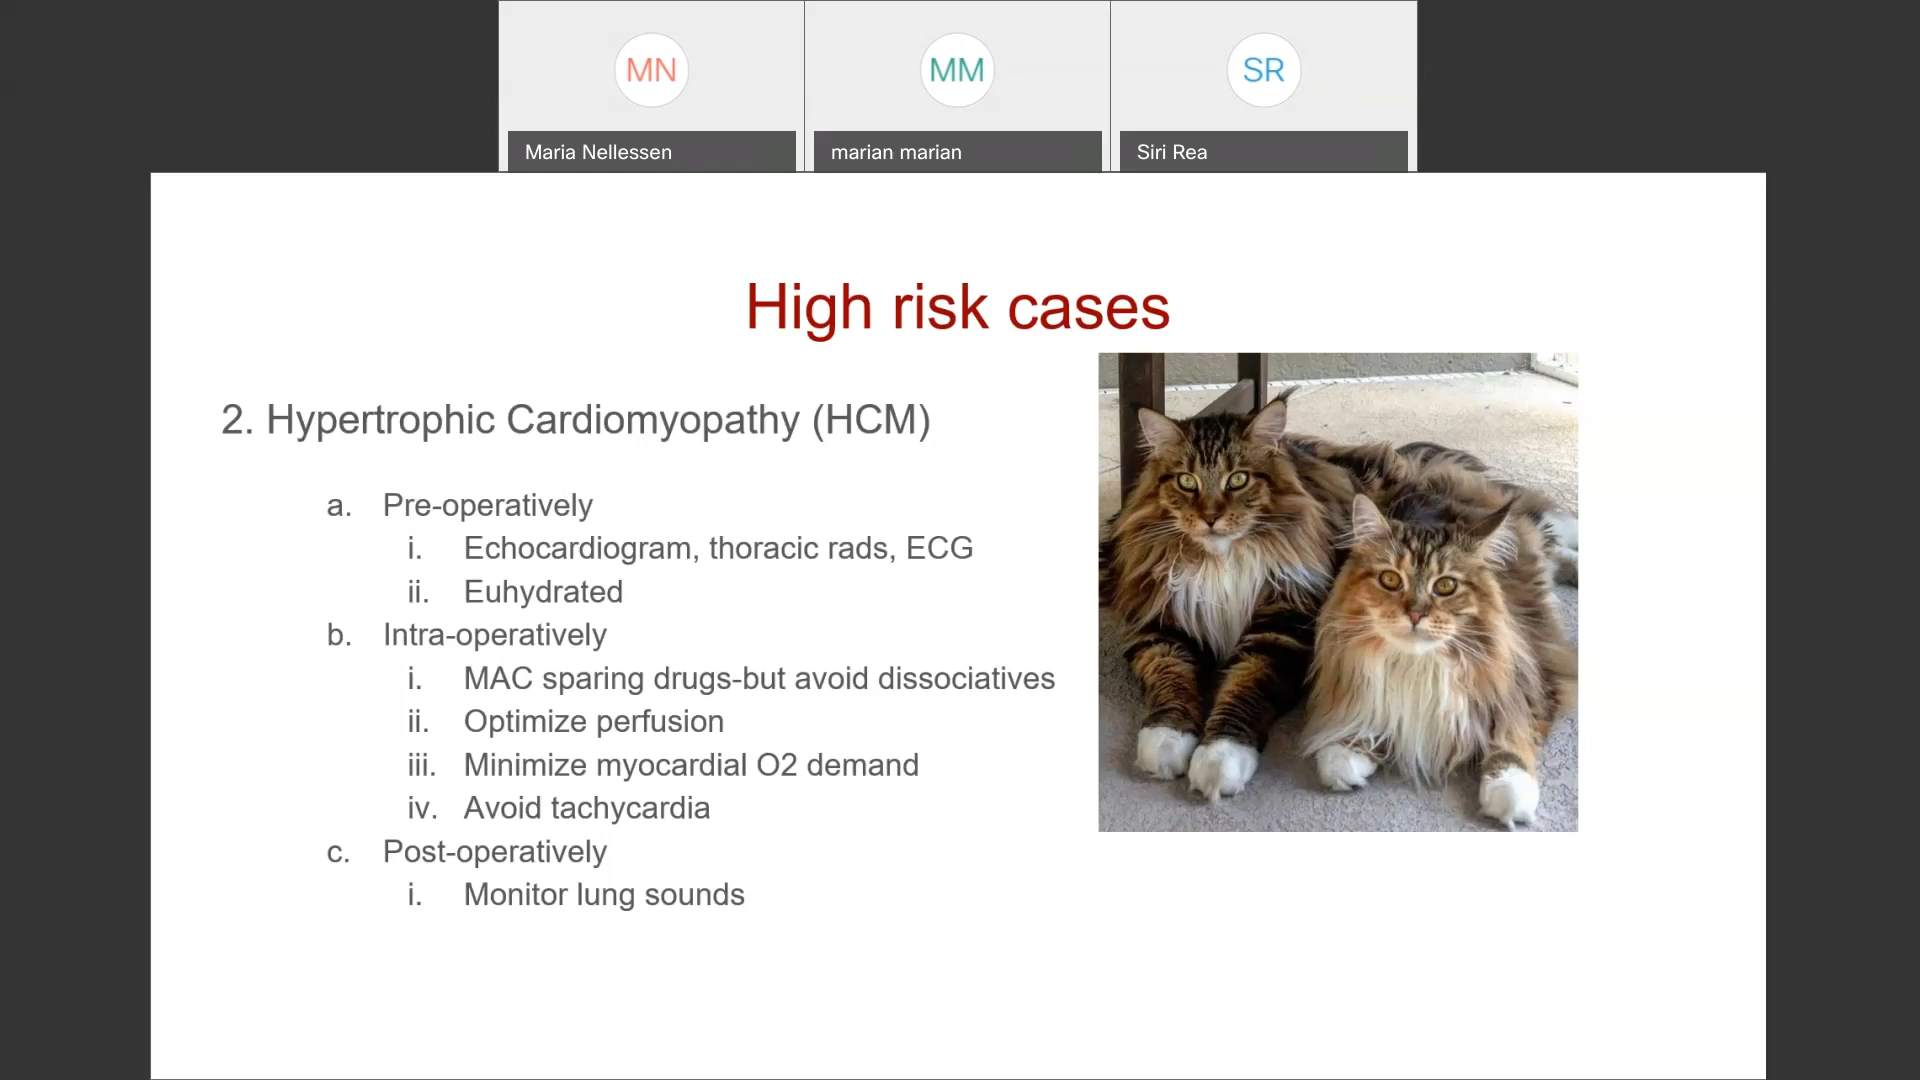 MN
MM
SR
Maria Nellessen
marian marian
Siri Rea
High risk cases
2. Hypertrophic Cardiomyopathy (HCM)
a. Pre-operatively
i. Echocardiogram, thoracic rads, ECG
ii. Euhydrated
b. Intra-operatively
i. MAC sparing drugs-but avoid dissociatives
ii. Optimize perfusion
iii. Minimize myocardial O2 demand
iv. Avoid tachycardia
c. Post-operatively
i. Monitor lung sounds